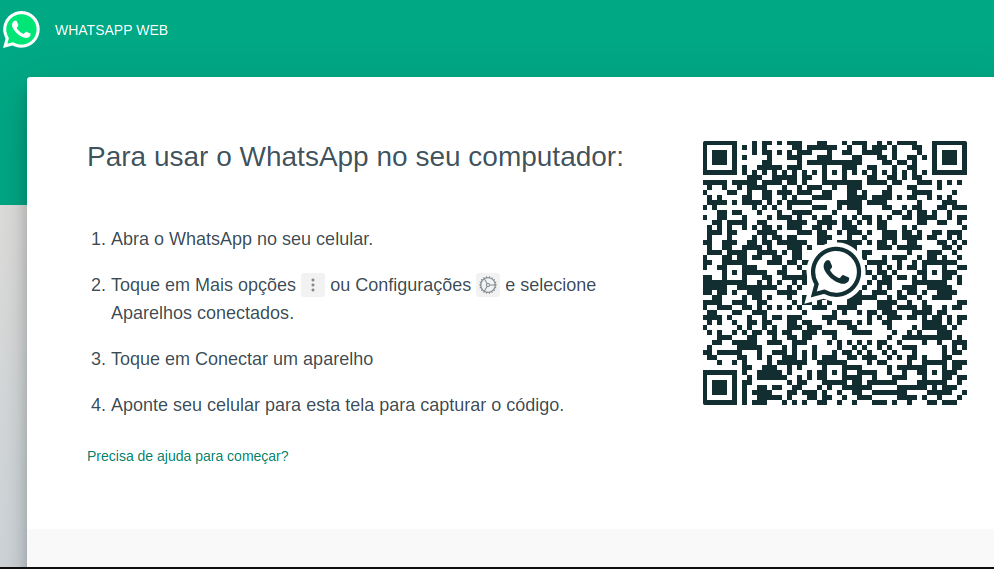 WHATSAPP WEB
Para usar o WhatsApp no seu computador:
1. Abra o WhatsApp no seu celular.
2. Toque em Mais opções ou Configurações e selecione
Aparelhos conectados.
3. Toque em Conectar um aparelho
4. Aponte seu celular para esta tela para capturar o código.
Precisa de ajuda para começar?